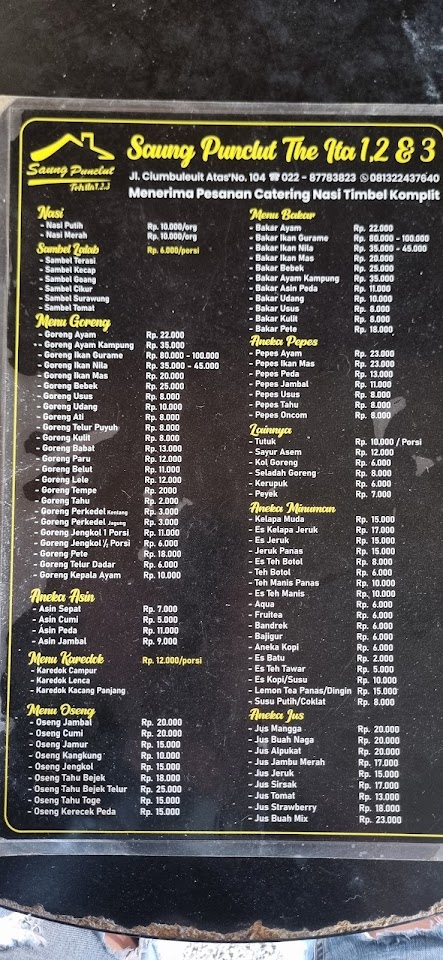 Saung Punclut
Teh Ita 1.2.3
Saung Punclut The Ita 1,2 & 3
Jl. Ciumbuleuit Atas No. 104 ☎ 022 - 87783823 081322437640
Menerima Pesanan Catering Nasi Timbel Komplit
Nasi
- Nasi Putih Rp. 10.000/org
- Nasi Merah Rp. 10.000/org
Sambel Lalab Rp. 6.000/porsi
- Sambel Terasi
- Sambel Kecap
- Sambel Goang
- Sambel Cikur
- Sambel Surawung
- Sambel Tomat
Menu Goreng
- Goreng Ayam Rp. 22.000
- Goreng Ayam Kampung Rp. 35.000
- Goreng Ikan Gurame Rp. 80.000 - 100.000
- Goreng Ikan Nila Rp. 35.000 - 45.000
- Goreng Ikan Mas Rp. 20.000
- Goreng Bebek Rp. 25.000
- Goreng Usus Rp. 8.000
- Goreng Udang Rp. 10.000
- Goreng Ati Rp. 8.000
- Goreng Telur Puyuh Rp. 8.000
- Goreng Kulit Rp. 8.000
- Goreng Babat Rp. 13.000
- Goreng Paru Rp. 12.000
- Goreng Belut Rp. 11.000
- Goreng Lele Rp. 12.000
- Goreng Tempe Rp. 2000
- Goreng Tahu Rp. 2.000
- Goreng Perkedel Kentang Rp. 3.000
- Goreng Perkedel Jagung Rp. 3.000
- Goreng Jengkol 1 Porsi Rp. 11.000
- Goreng Jengkol ½ Porsi Rp. 6.000
- Goreng Pete Rp. 18.000
- Goreng Telur Dadar Rp. 6.000
- Goreng Kepala Ayam Rp. 10.000
Aneka Asin
- Asin Sepat Rp. 7.000
- Asin Cumi Rp. 5.000
- Asin Peda Rp. 11.000
- Asin Jambal Rp. 9.000
Menu Karedok Rp. 12.000/porsi
- Karedok Campur
- Karedok Lenca
- Karedok Kacang Panjang
Menu Oseng
- Oseng Jambal Rp. 20.000
- Oseng Cumi Rp. 20.000
- Oseng Jamur Rp. 15.000
- Oseng Kangkung Rp. 10.000
- Oseng Jengkol Rp. 15.000
- Oseng Tahu Bejek Rp. 18.000
- Oseng Tahu Bejek Telur Rp. 25.000
- Oseng Tahu Toge Rp. 15.000
- Oseng Kerecek Peda Rp. 15.000
Menu Bakar
- Bakar Ayam Rp. 22.000
- Bakar Ikan Gurame Rp. 80.000 - 100.000
- Bakar Ikan Nila Rp. 35.000 - 45.000
- Bakar Ikan Mas Rp. 20.000
- Bakar Bebek Rp. 25.000
- Bakar Ayam Kampung Rp. 35.000
- Bakar Asin Peda Rp. 11.000
- Bakar Udang Rp. 10.000
- Bakar Usus Rp. 8.000
- Bakar Kulit Rp. 8.000
- Bakar Pete Rp. 18.000
Aneka Pepes
- Pepes Ayam Rp. 23.000
- Pepes Ikan Mas Rp. 23.000
- Pepes Peda Rp. 13.000
- Pepes Jambal Rp. 11.000
- Pepes Usus Rp. 8.000
- Pepes Tahu Rp. 8.000
- Pepes Oncom Rp. 8.000
Lainnya
- Tutuk Rp. 10.000 / Porsi
- Sayur Asem Rp. 12.000
- Kol Goreng Rp. 6.000
- Seladah Goreng Rp. 8.000
- Kerupuk Rp. 6.000
- Peyek Rp. 7.000
Aneka Minuman
- Kelapa Muda Rp. 15.000
- Es Kelapa Jeruk Rp. 17.000
- Es Jeruk Rp. 15.000
- Jeruk Panas Rp. 15.000
- Es Teh Botol Rp. 8.000
- Teh Botol Rp. 6.000
- Teh Manis Panas Rp. 10.000
- Es Teh Manis Rp. 10.000
- Aqua Rp. 6.000
- Fruitea Rp. 6.000
- Bandrek Rp. 6.000
- Bajigur Rp. 6.000
- Aneka Kopi Rp. 6.000
- Es Batu Rp. 2.000
- Es Teh Tawar Rp. 5.000
- Es Kopi/Susu Rp. 10.000
- Lemon Tea Panas/Dingin Rp. 15.000
- Susu Putih/Coklat Rp. 8.000
Aneka Jus
- Jus Mangga Rp. 20.000
- Jus Buah Naga Rp. 20.000
- Jus Alpukat Rp. 20.000
- Jus Jambu Merah Rp. 17.000
- Jus Jeruk Rp. 15.000
- Jus Sirsak Rp. 17.000
- Jus Tomat Rp. 13.000
- Jus Strawberry Rp. 18.000
- Jus Buah Mix Rp. 23.000